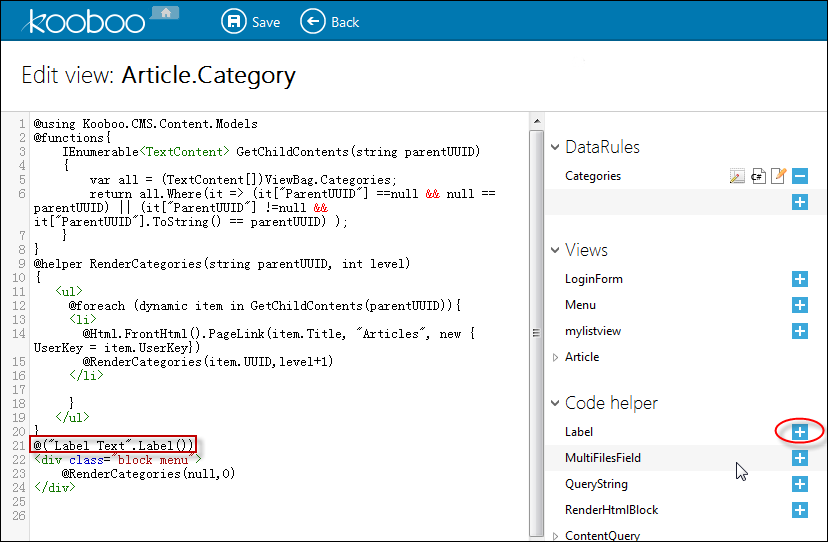 kooboo
Save
Back
Edit view: Article.Category
1 @using Kooboo.CMS.Content.Models
2 @functions{
3 IEnumerable<TextContent> GetChildContents(string parentUUID)
4 {
5 var all = (TextContent[])ViewBag.Categories;
6 return all.Where(it => (it["ParentUUID"] ==null && null ==
parentUUID) || (it["ParentUUID"] !=null &&
it["ParentUUID"].ToString() == parentUUID) );
7 }
8 }
9 @helper RenderCategories(string parentUUID, int level)
10 {
11 <ul>
12 @foreach (dynamic item in GetChildContents(parentUUID)){
13 <li>
14 @Html.FrontHtml().PageLink(item.Title, "Articles", new {
UserKey = item.UserKey})
15 @RenderCategories(item.UUID,level+1)
16 </li>
17
18 }
19 </ul>
20 }
21 @("Label Text".Label())
22 <div class="block menu">
23 @RenderCategories(null,0)
24 </div>
25
26
DataRules
Categories
C#
Views
LoginForm
Menu
mylistview
Article
Code helper
Label
MultiFilesField
QueryString
RenderHtmlBlock
ContentQuery